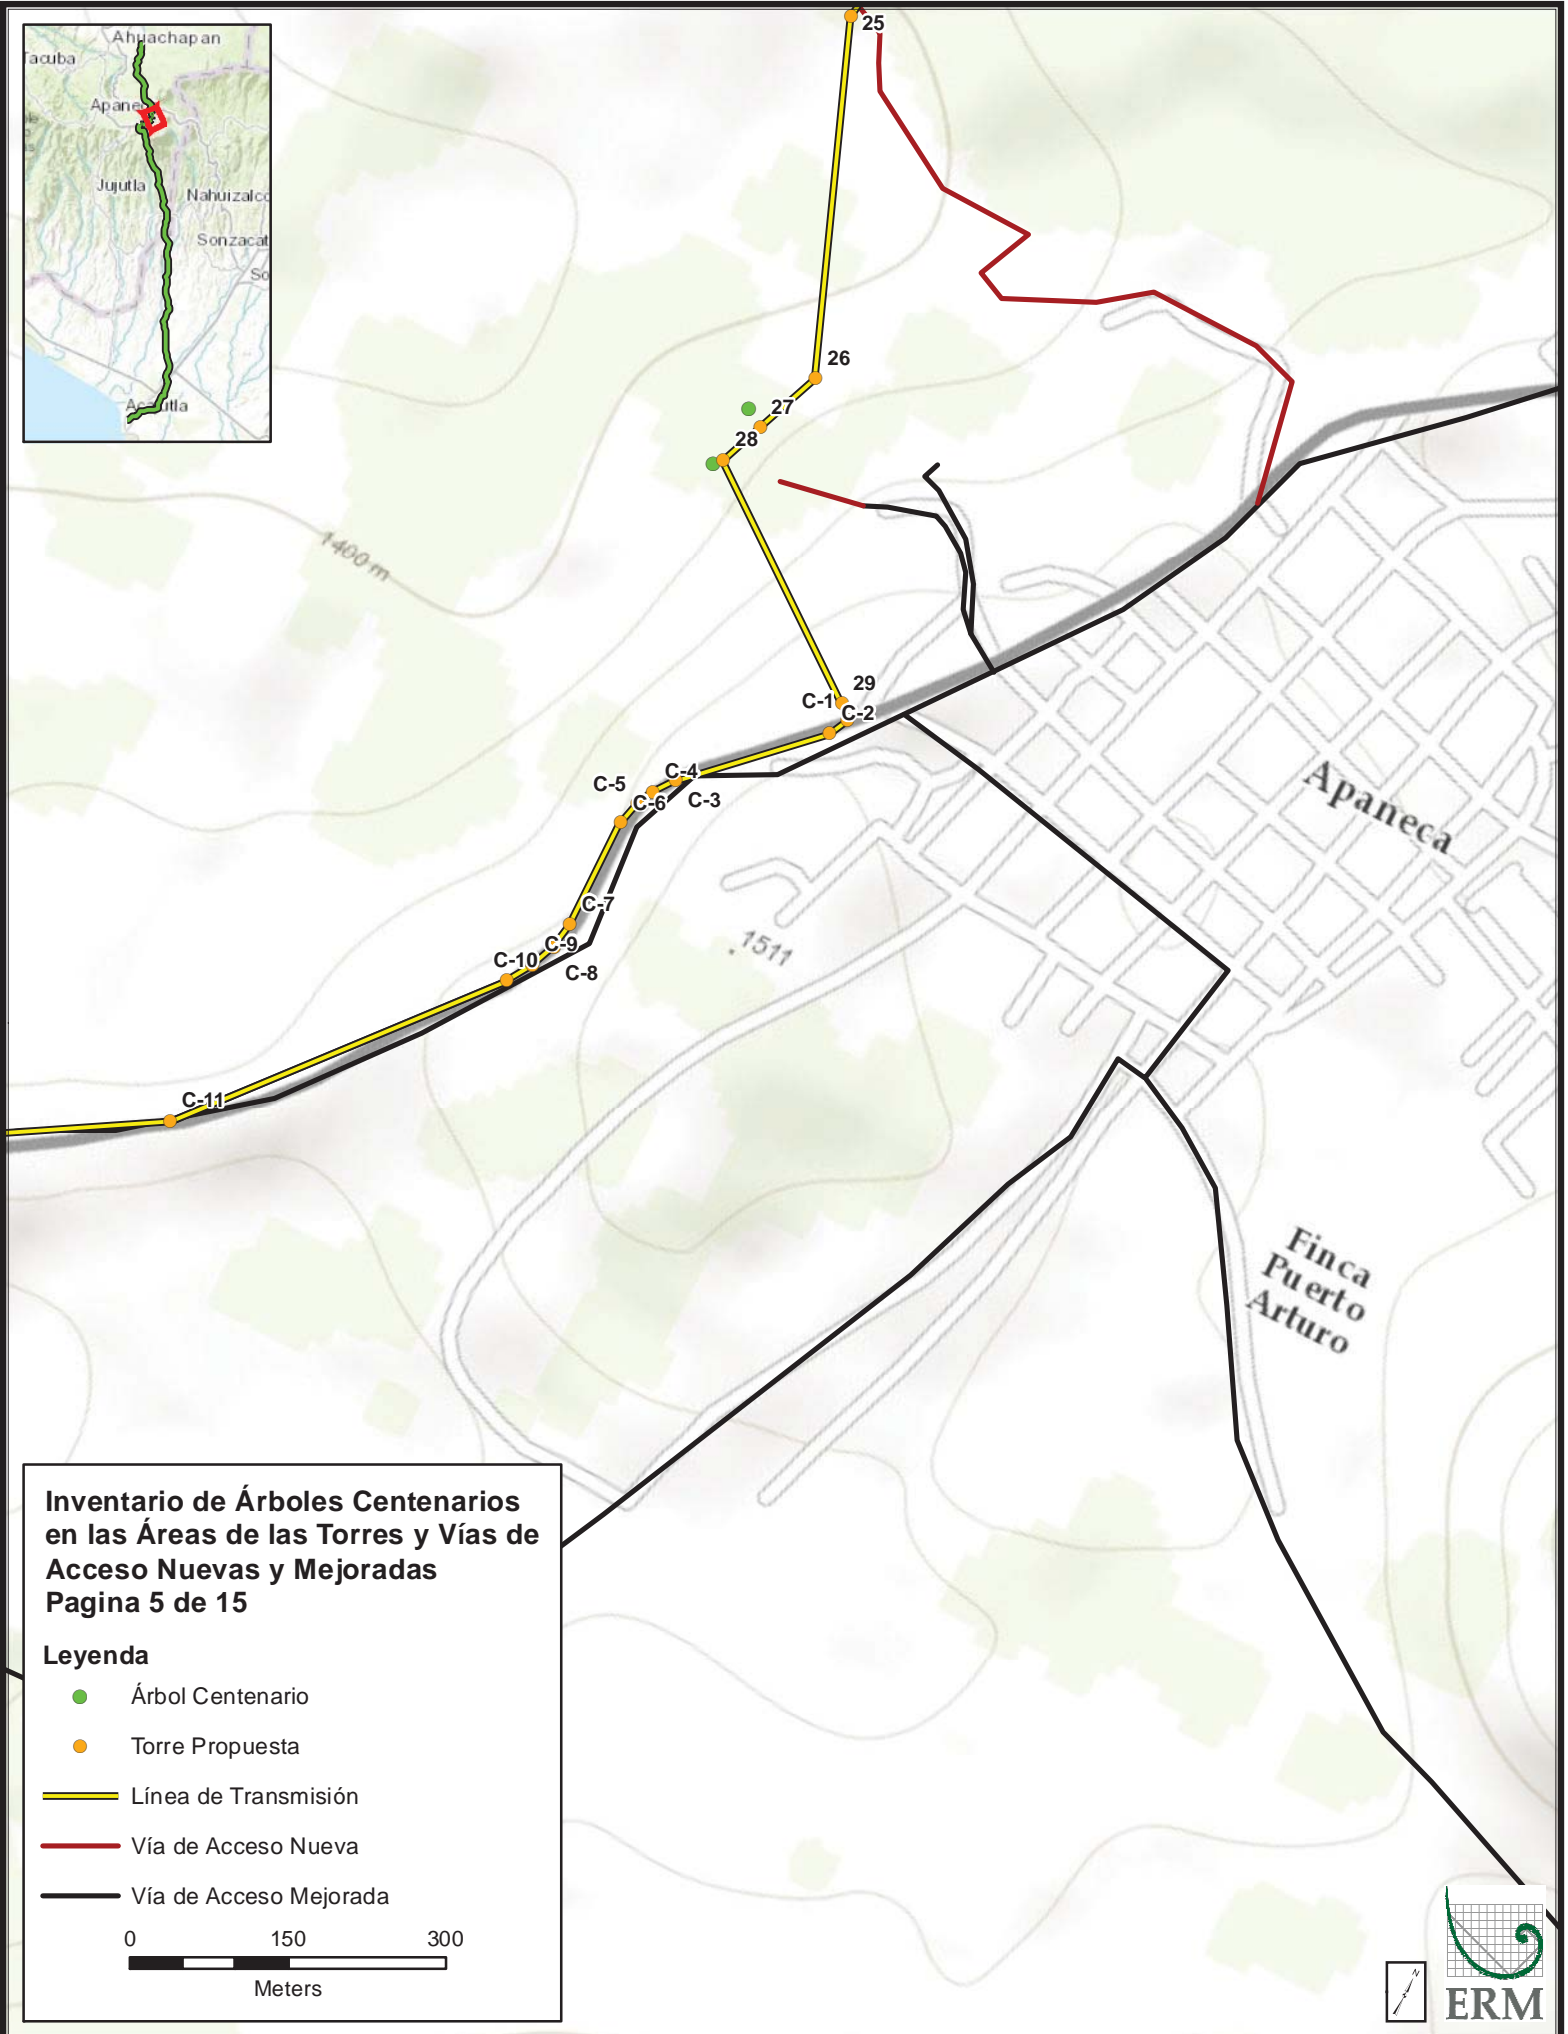 Ahuachapan
Tacuba
Jujutla
Nahuizalco
Sonzacat
So
Acajutla
25
26
27
28
29
C-1
C-2
C-4
C-5
C-6
C-3
C-7
C-9
C-10
C-8
C-11
1400 m
1511
Apaneca
Finca
Puerto
Arturo
Inventario de Árboles Centenarios
en las Áreas de las Torres y Vías de
Acceso Nuevas y Mejoradas
Pagina 5 de 15
Leyenda
Árbol Centenario
Torre Propuesta
Línea de Transmisión
Vía de Acceso Nueva
Vía de Acceso Mejorada
0 150 300
Meters
N
ERM